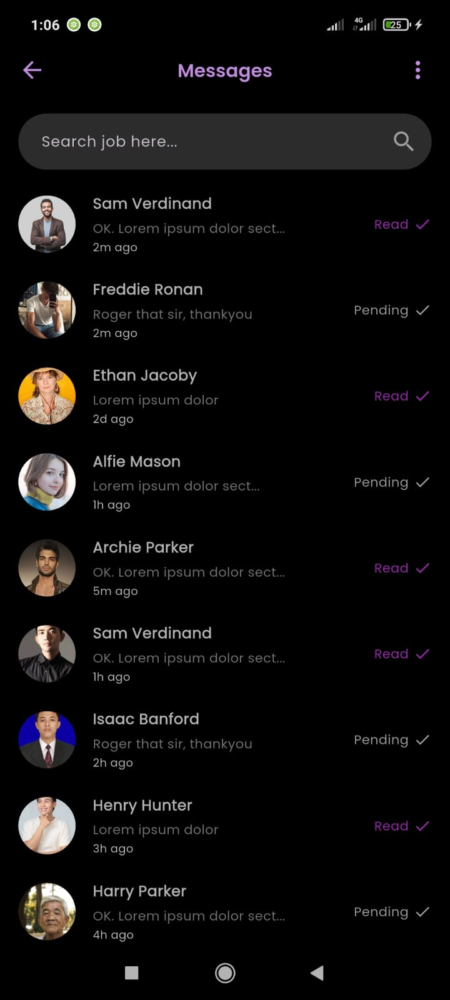 1:06
4G
25
Messages
Search job here...
Sam Verdinand
OK. Lorem ipsum dolor sect...
2m ago
Read
Freddie Ronan
Roger that sir, thankyou
2m ago
Pending
Ethan Jacoby
Lorem ipsum dolor
2d ago
Read
Alfie Mason
Lorem ipsum dolor sect...
1h ago
Pending
Archie Parker
OK. Lorem ipsum dolor sect...
5m ago
Read
Sam Verdinand
OK. Lorem ipsum dolor sect...
1h ago
Read
Isaac Banford
Roger that sir, thankyou
2h ago
Pending
Henry Hunter
Lorem ipsum dolor
3h ago
Read
Harry Parker
OK. Lorem ipsum dolor sect...
4h ago
Pending